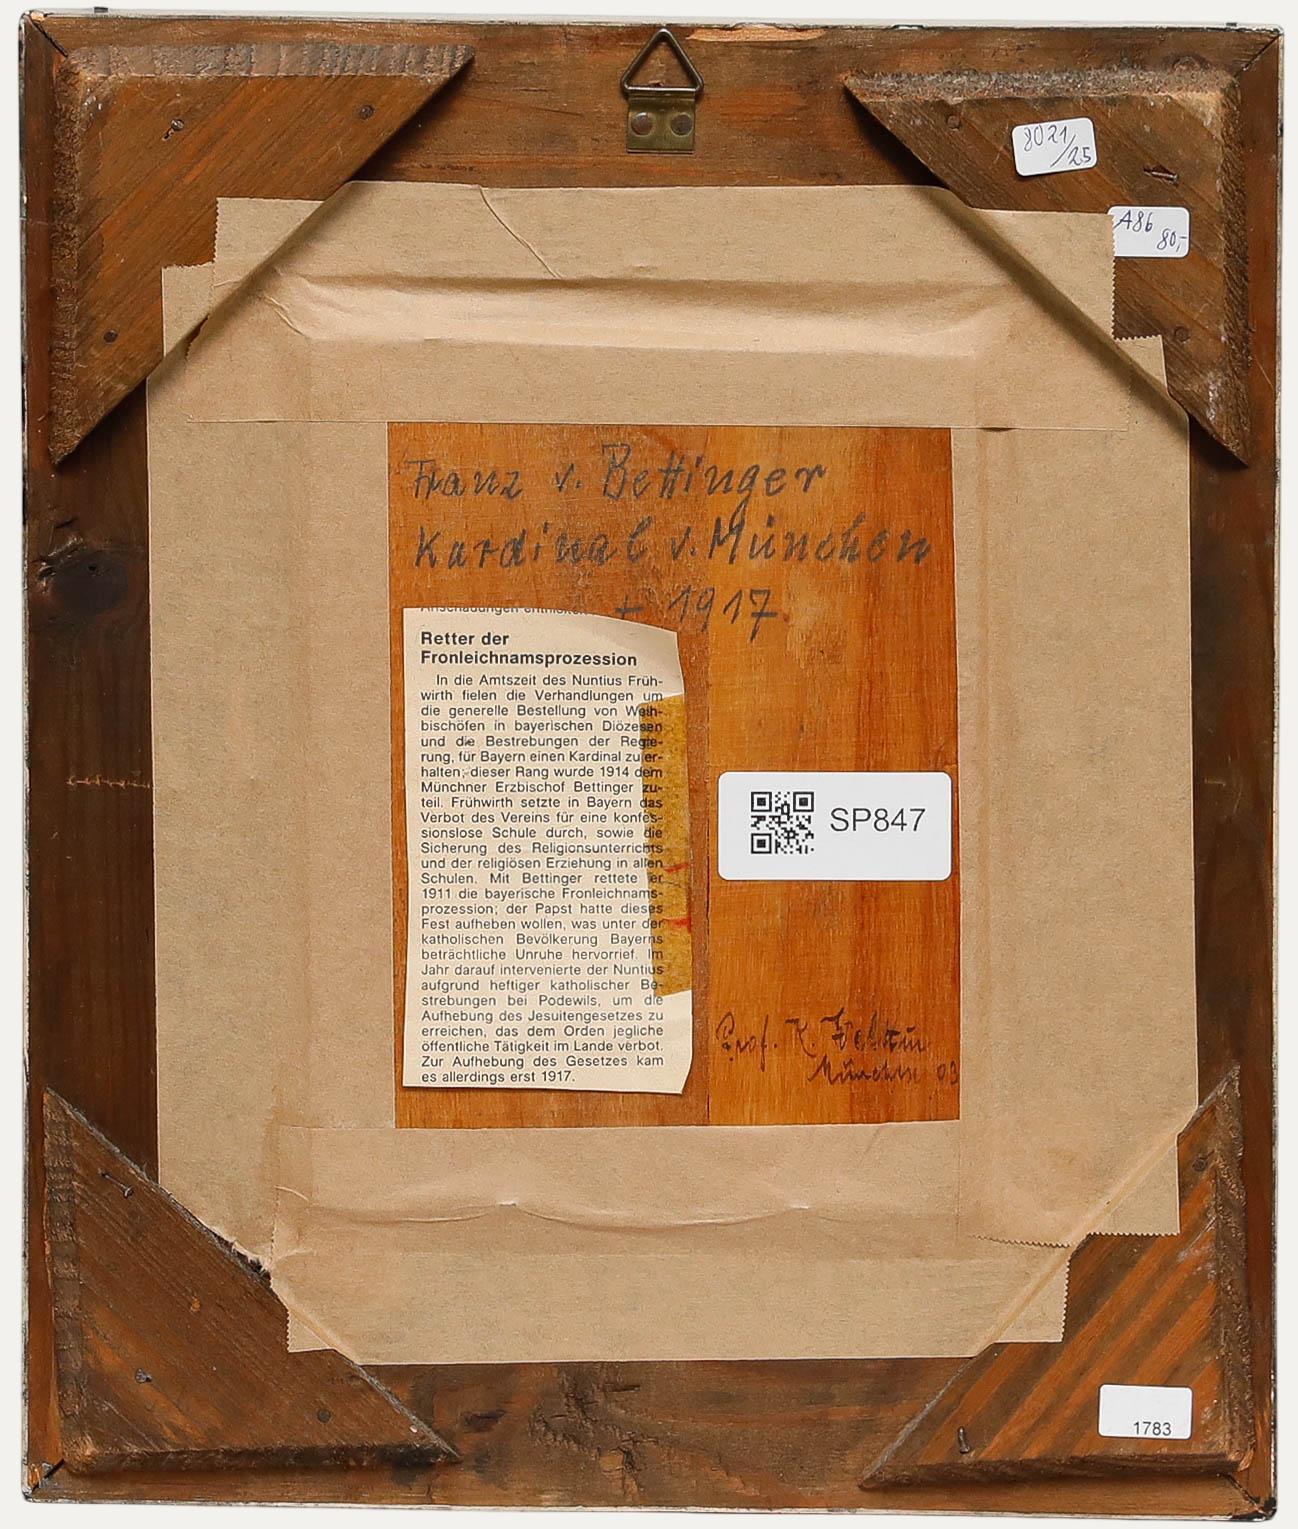 8021/25
A86 80,-
Franz v. Bettinger
Kardinal v. München
+ 1917.
Anschauungen
Retter der
Fronleichnamsprozession
In die Amtszeit des Nuntius Früh-
wirth fielen die Verhandlungen um
die generelle Bestellung von Weih-
bischöfen in bayerischen Diözesen
und die Bestrebungen der Regie-
rung, für Bayern einen Kardinal zu er-
halten; dieser Rang wurde 1914 dem
Münchner Erzbischof Bettinger zu-
teil. Frühwirth setzte in Bayern das
Verbot des Vereins für eine konfes-
sionslose Schule durch, sowie die
Sicherung des Religionsunterrichts
und der religiösen Erziehung in allen
Schulen. Mit Bettinger rettete er
1911 die bayerische Fronleichnams-
prozession; der Papst hatte dieses
Fest aufheben wollen, was unter der
katholischen Bevölkerung Bayerns
beträchtliche Unruhe hervorrief. Im
Jahr darauf intervenierte der Nuntius
aufgrund heftiger katholischer Be-
strebungen bei Podewils, um die
Aufhebung des Jesuitengesetzes zu
erreichen, das dem Orden jegliche
öffentliche Tätigkeit im Lande verbot.
Zur Aufhebung des Gesetzes kam
es allerdings erst 1917.
SP847
Prof. K.
München 03
1783